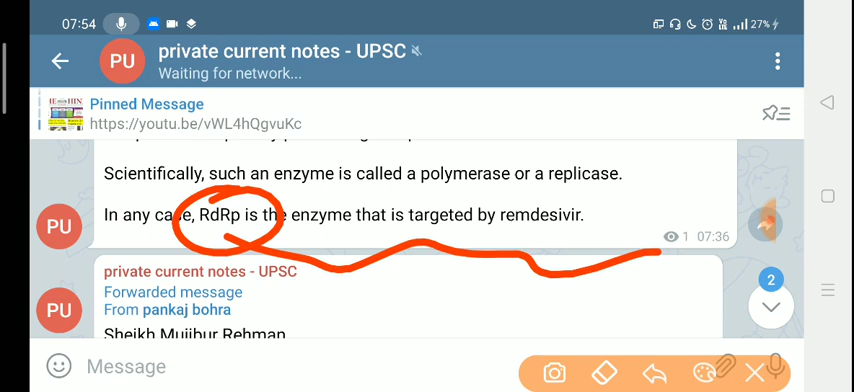 07:54
27%
PU
private current notes - UPSC
Waiting for network...
Pinned Message
https://youtu.be/vWL4hQgvuKc
Scientifically, such an enzyme is called a polymerase or a replicase.
In any case, RdRp is the enzyme that is targeted by remdesivir.
PU
1 07:36
private current notes - UPSC
2
Forwarded message
PU
From pankaj bohra
Sheikh Mujibur Rehman
Message